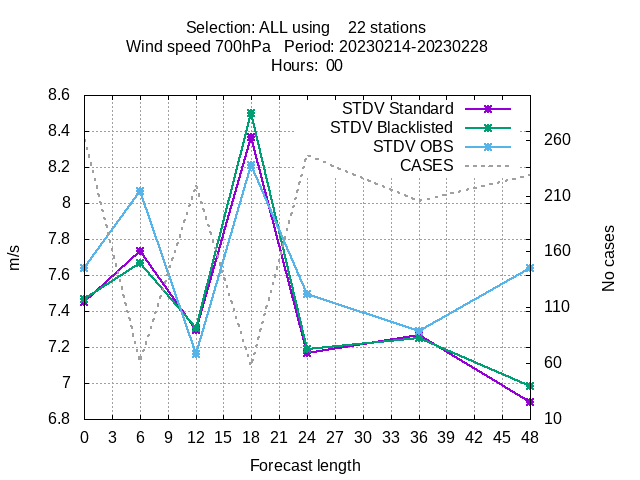 Selection: ALL using    22 stations
Wind speed 700hPa   Period: 20230214-20230228
Hours:  00
STDV Standard
STDV Blacklisted
STDV OBS
CASES
8.6
8.4
8.2
8
7.8
7.6
7.4
7.2
7
6.8
260
210
160
110
60
10
m/s
No cases
0 3 6 9 12 15 18 21 24 27 30 33 36 39 42 45 48
Forecast length